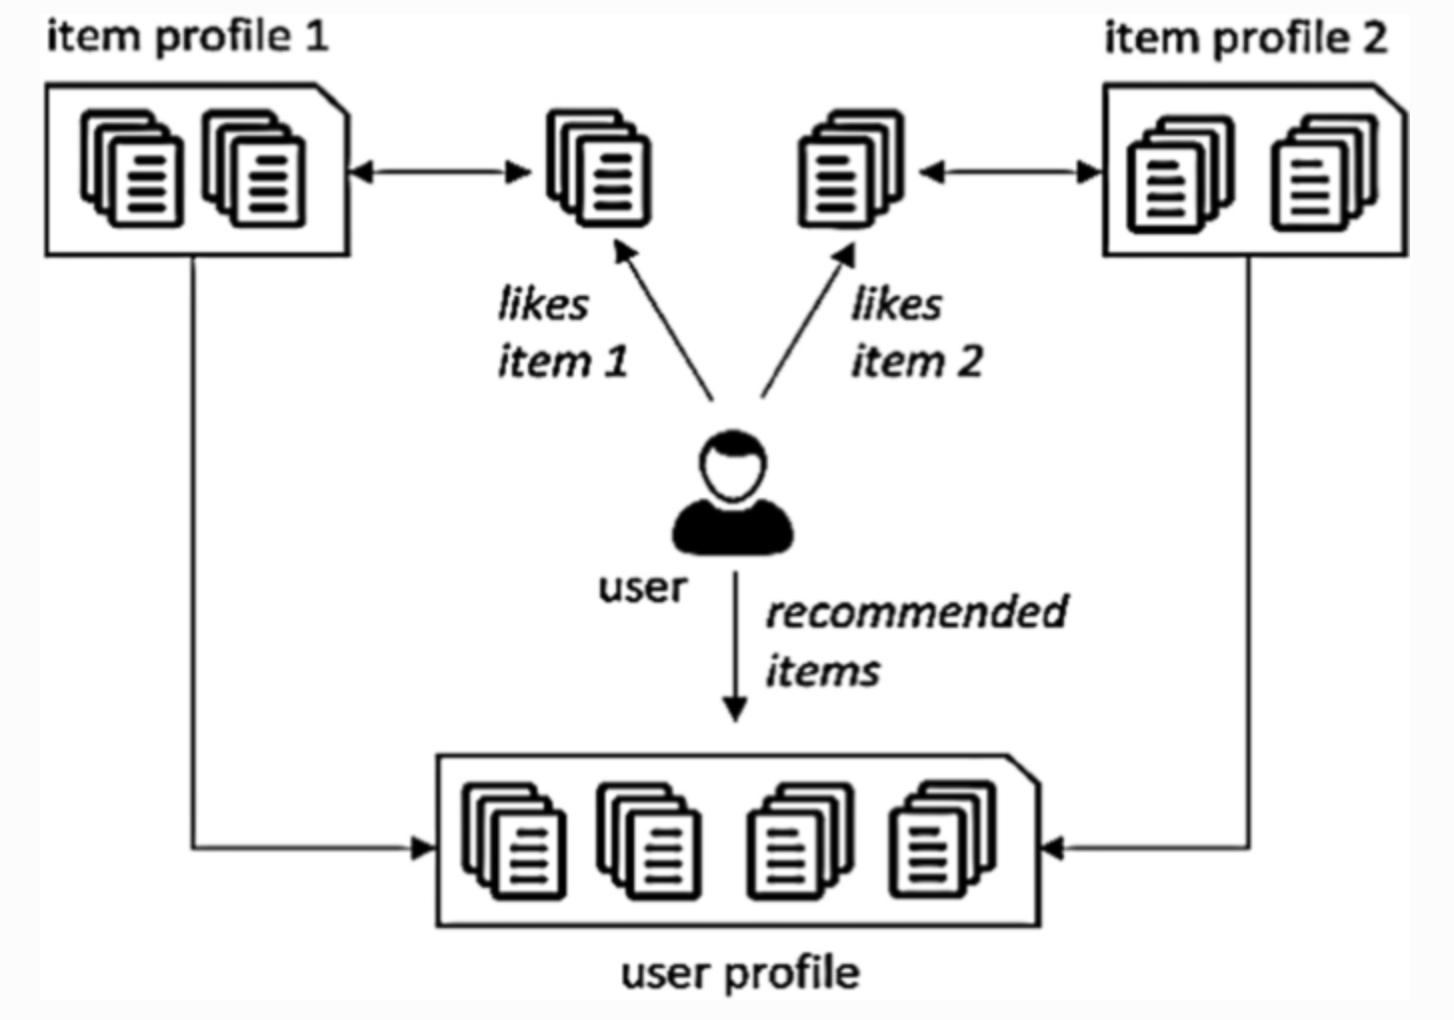 item profile 1
item profile 2
likes
item 1
likes
item 2
user
recommended
items
user profile